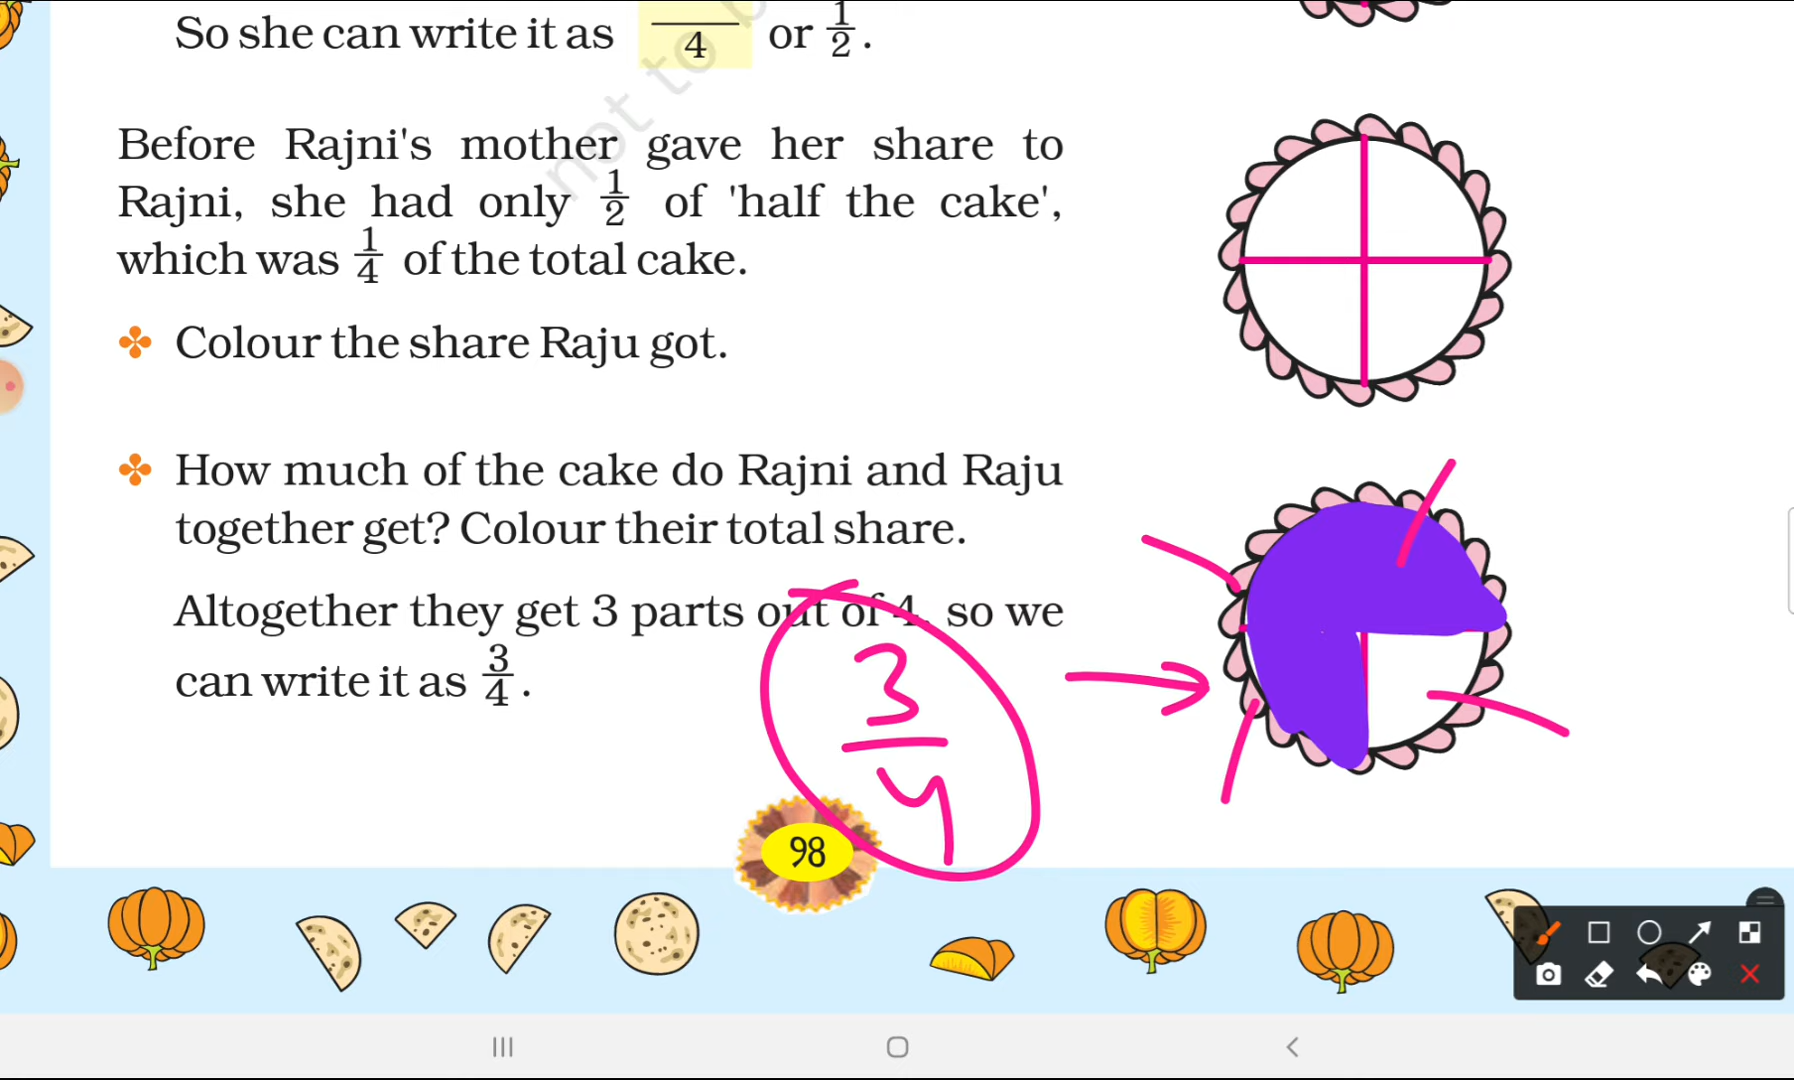 So she can write it as 4 or 1/2.
not to b
Before Rajni's mother gave her share to
Rajni, she had only 1/2 of 'half the cake',
which was 1/4 of the total cake.
Colour the share Raju got.
How much of the cake do Rajni and Raju
together get? Colour their total share.
Altogether they get 3 parts out of 4, so we
can write it as 3/4.
3/4
98